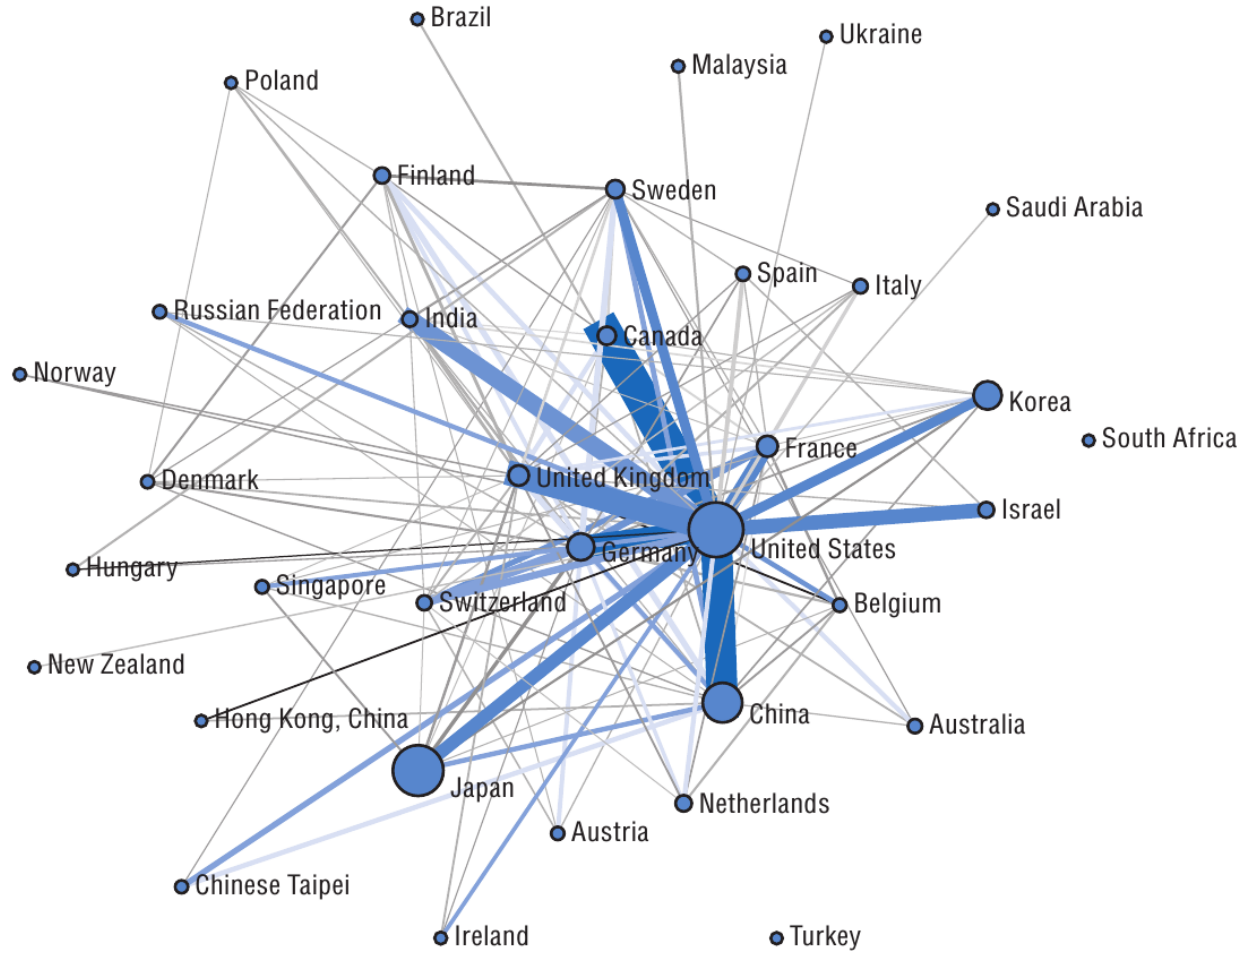 Brazil
Ukraine
Malaysia
Poland
Finland
Sweden
Saudi Arabia
Spain
Italy
Russian Federation
India
Canada
Norway
Korea
South Africa
France
Denmark
United Kingdom
Israel
United States
Germany
Hungary
Singapore
Switzerland
Belgium
New Zealand
Hong Kong, China
China
Australia
Japan
Netherlands
Austria
Chinese Taipei
Ireland
Turkey